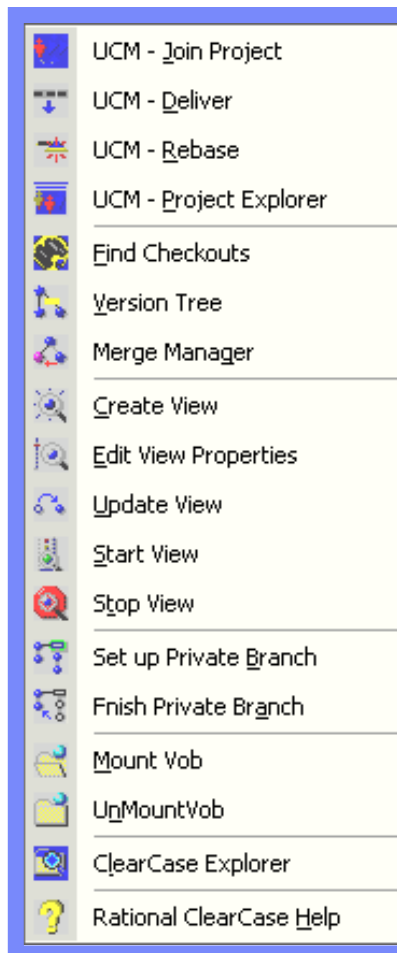 UCM - Join Project
UCM - Deliver
UCM - Rebase
UCM - Project Explorer
Find Checkouts
Version Tree
Merge Manager
Create View
Edit View Properties
Update View
Start View
Stop View
Set up Private Branch
Fnish Private Branch
Mount Vob
UnMountVob
ClearCase Explorer
Rational ClearCase Help